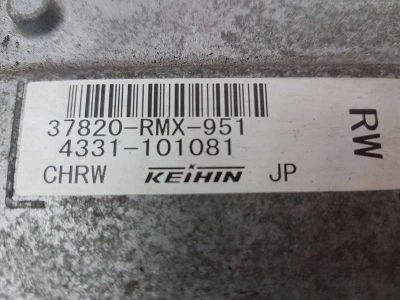 37820-RMX-951
4331-101081
CHRW KEIHIN JP
RW